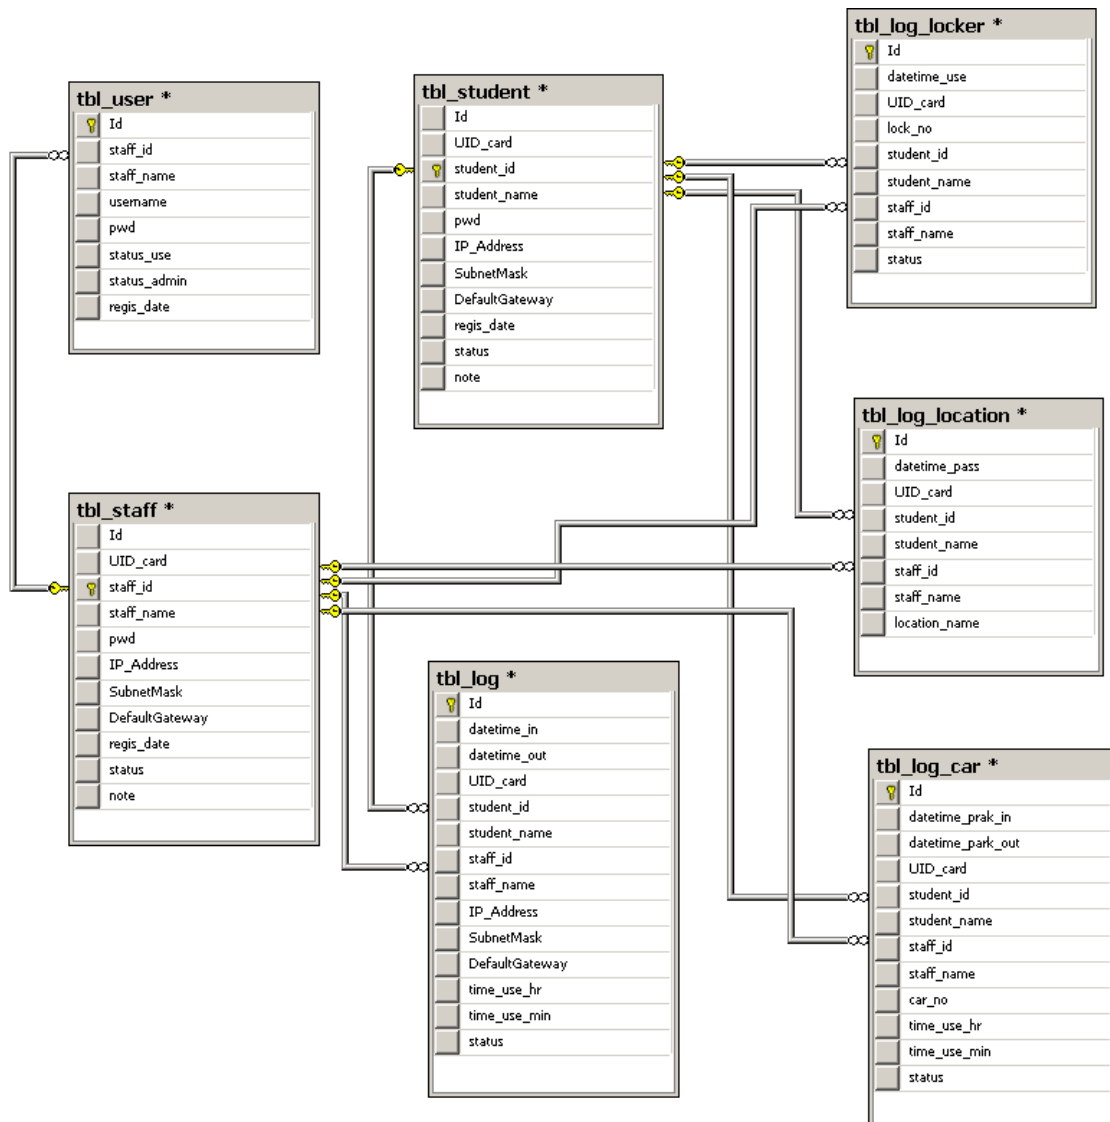 tbl_user *
Id
staff_id
staff_name
username
pwd
status_use
status_admin
regis_date
tbl_student *
Id
UID_card
student_id
student_name
pwd
IP_Address
SubnetMask
DefaultGateway
regis_date
status
note
tbl_log_locker *
Id
datetime_use
UID_card
lock_no
student_id
student_name
staff_id
staff_name
status
tbl_log_location *
Id
datetime_pass
UID_card
student_id
student_name
staff_id
staff_name
location_name
tbl_staff *
Id
UID_card
staff_id
staff_name
pwd
IP_Address
SubnetMask
DefaultGateway
regis_date
status
note
tbl_log *
Id
datetime_in
datetime_out
UID_card
student_id
student_name
staff_id
staff_name
IP_Address
SubnetMask
DefaultGateway
time_use_hr
time_use_min
status
tbl_log_car *
Id
datetime_prak_in
datetime_park_out
UID_card
student_id
student_name
staff_id
staff_name
car_no
time_use_hr
time_use_min
status